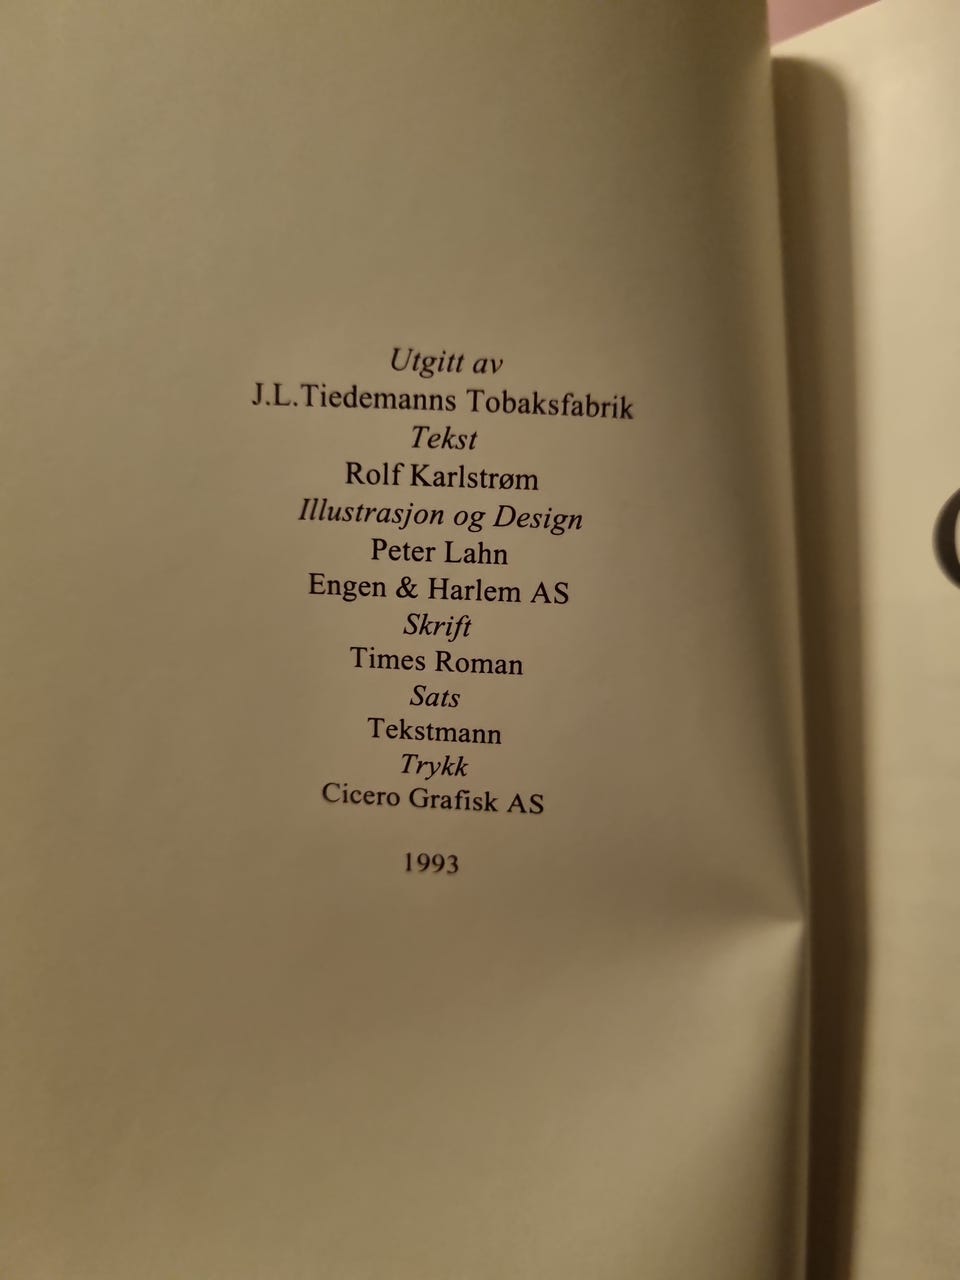 Utgitt av
J.L.Tiedemanns Tobaksfabrik
Tekst
Rolf Karlstrøm
Illustrasjon og Design
Peter Lahn
Engen & Harlem AS
Skrift
Times Roman
Sats
Tekstmann
Trykk
Cicero Grafisk AS
1993